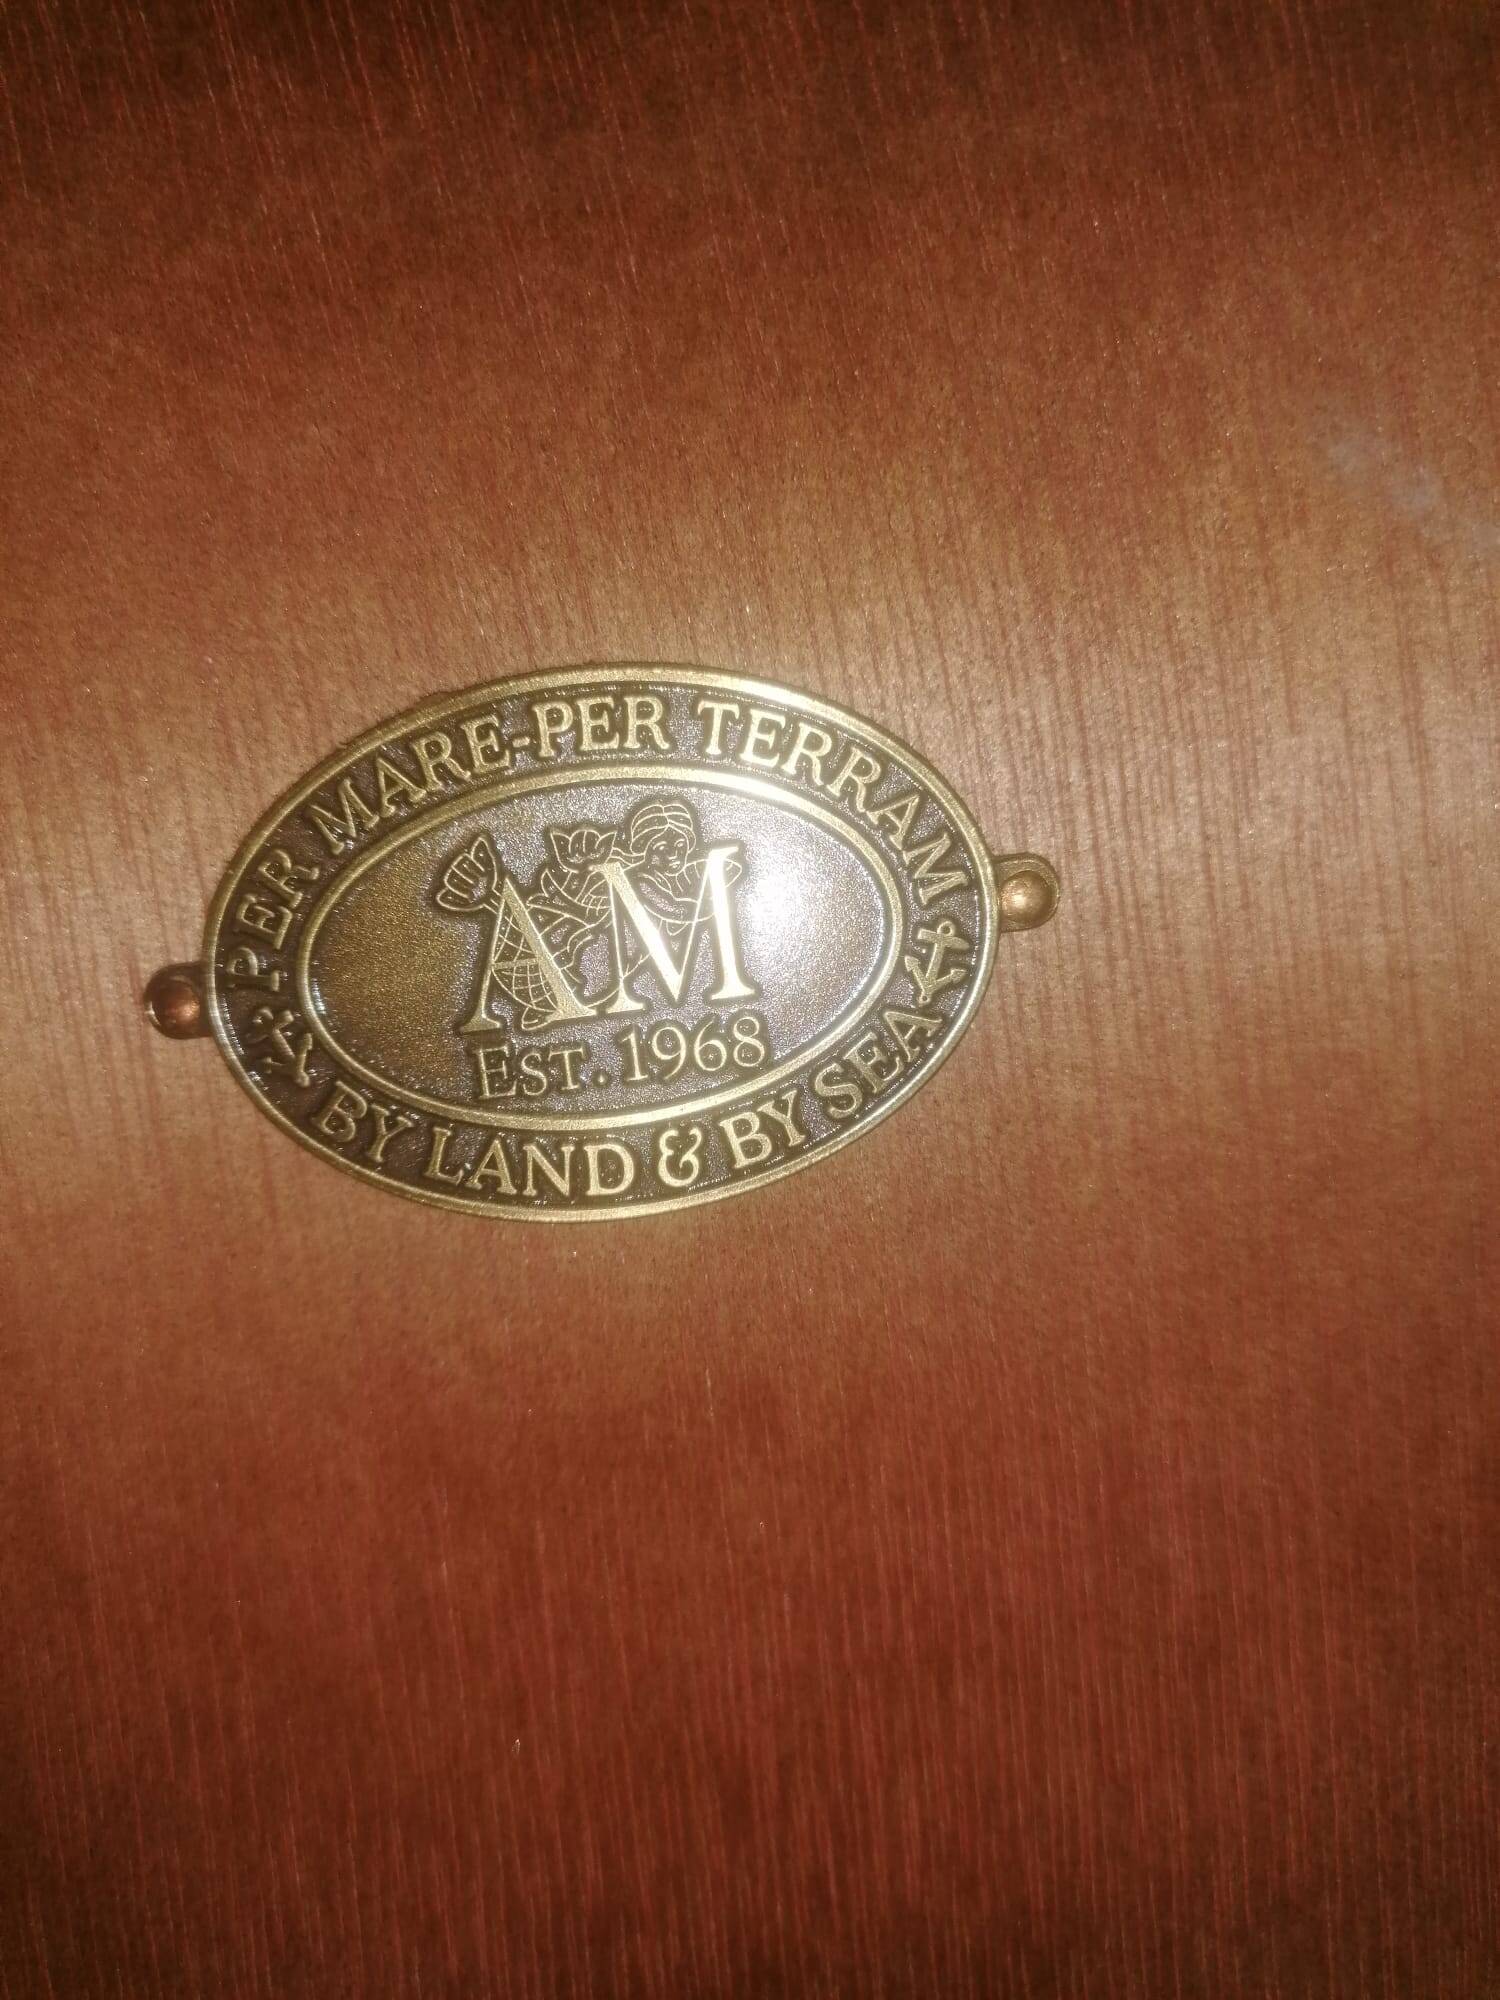 PER MARE-PER TERRAM
AM
EST. 1968
BY LAND & BY SEA